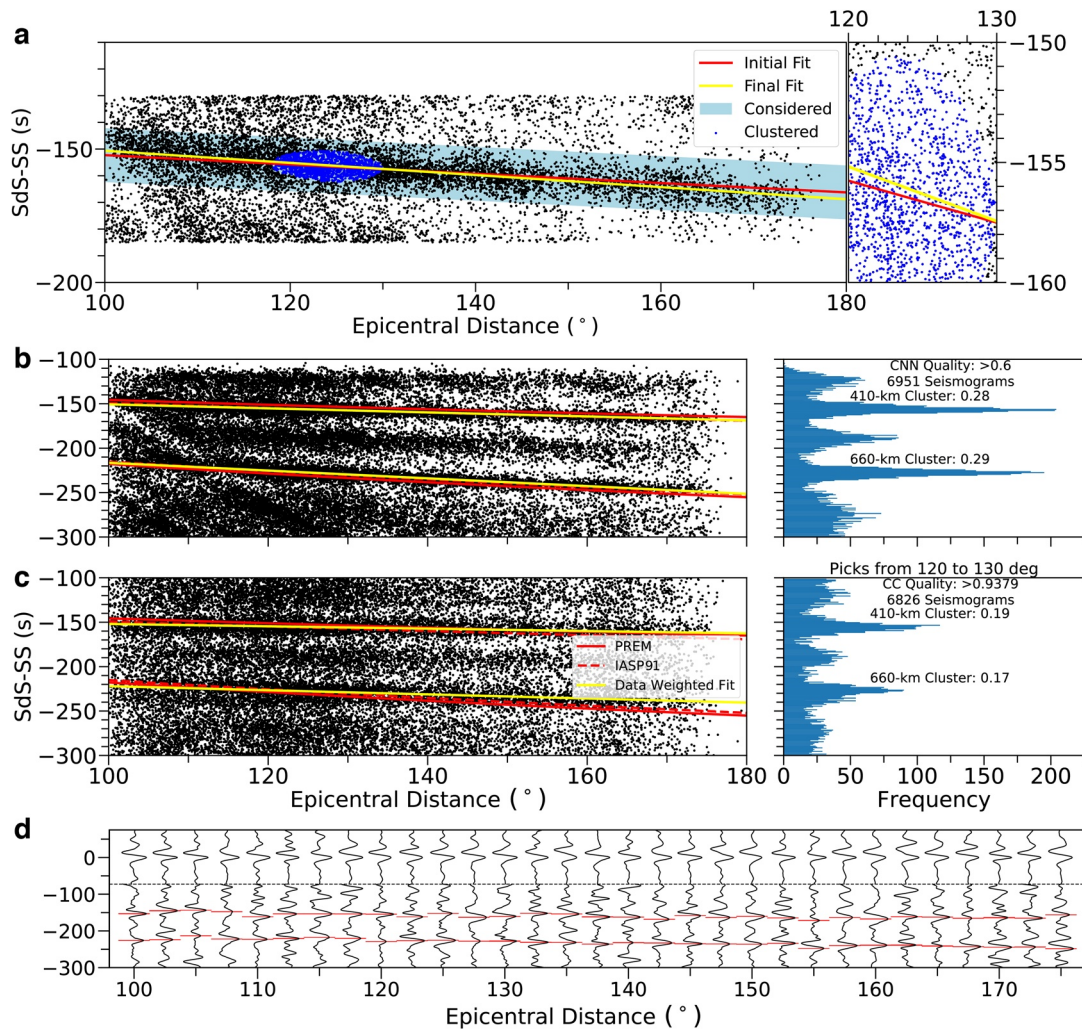 a
120 130
Initial Fit
Final Fit
Considered
Clustered
SdS-SS (s)
−150
−200
−150
−155
−160
100 120 140 160 180
Epicentral Distance (°)
b
−100
−150
−200
−250
−300
100 120 140 160 180
CNN Quality: >0.6
6951 Seismograms
410-km Cluster: 0.28
660-km Cluster: 0.29
c
SdS-SS (s)
−100
−150
−200
−250
−300
PREM
IASP91
Data Weighted Fit
100 120 140 160 180
Epicentral Distance (°)
Picks from 120 to 130 deg
CC Quality: >0.9379
6826 Seismograms
410-km Cluster: 0.19
660-km Cluster: 0.17
0 50 100 150 200
Frequency
d
0
−100
−200
−300
100 110 120 130 140 150 160 170
Epicentral Distance (°)